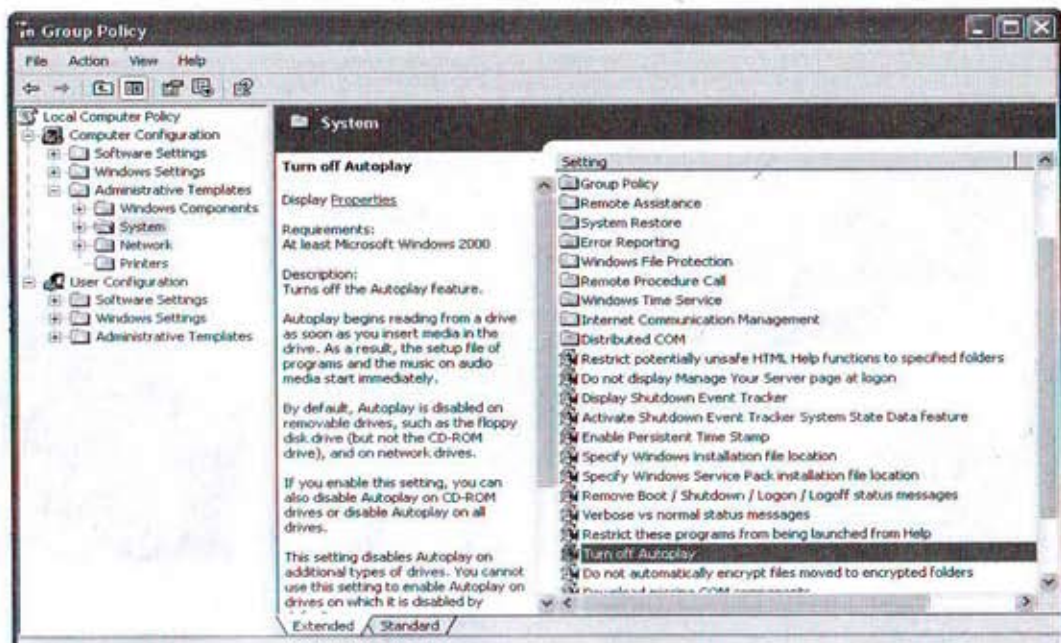 Group Policy
File Action View Help
Local Computer Policy
Computer Configuration
Software Settings
Windows Settings
Administrative Templates
Windows Components
System
Network
Printers
User Configuration
Software Settings
Windows Settings
Administrative Templates
System
Turn off Autoplay
Display Properties
Requirements:
At least Microsoft Windows 2000
Description:
Turns off the Autoplay feature.
Autoplay begins reading from a drive
as soon as you insert media in the
drive. As a result, the setup file of
programs and the music on audio
media start immediately.
By default, Autoplay is disabled on
removable drives, such as the floppy
disk drive (but not the CD-ROM
drive), and on network drives.
If you enable this setting, you can
also disable Autoplay on CD-ROM
drives or disable Autoplay on all
drives.
This setting disables Autoplay on
additional types of drives. You cannot
use this setting to enable Autoplay on
drives on which it is disabled by
Setting
Group Policy
Remote Assistance
System Restore
Error Reporting
Windows File Protection
Remote Procedure Call
Windows Time Service
Internet Communication Management
Distributed COM
Restrict potentially unsafe HTML Help functions to specified folders
Do not display Manage Your Server page at logon
Display Shutdown Event Tracker
Activate Shutdown Event Tracker System State Data feature
Enable Persistent Time Stamp
Specify Windows installation file location
Specify Windows Service Pack installation file location
Remove Boot / Shutdown / Logon / Logoff status messages
Verbose vs normal status messages
Restrict these programs from being launched from Help
Turn off Autoplay
Do not automatically encrypt files moved to encrypted folders
Download missing COM components
Extended Standard